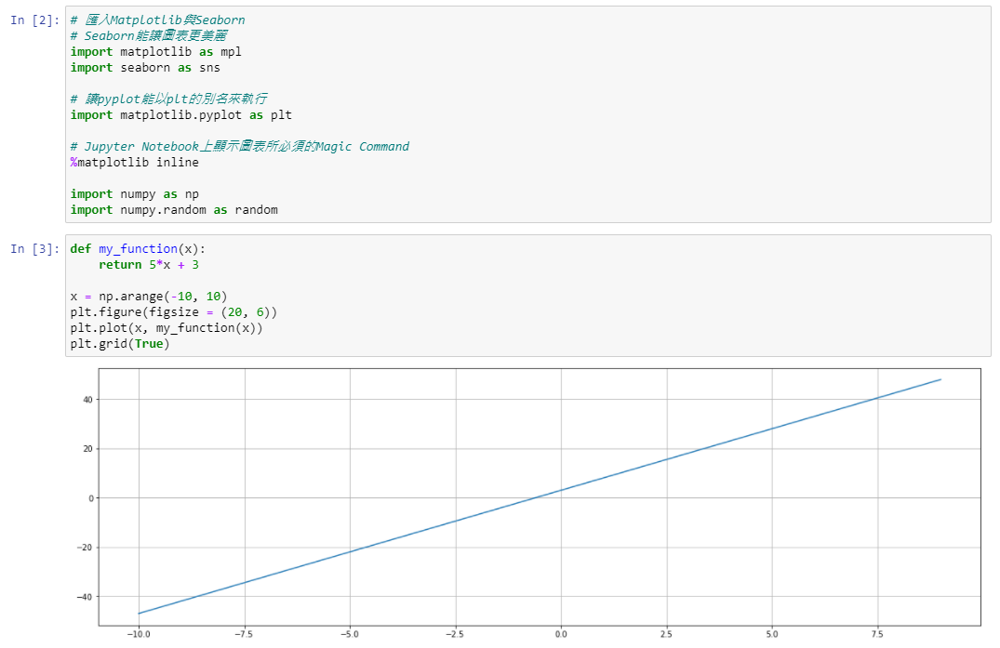 In [2]:
# 匯入Matplotlib與Seaborn
# Seaborn能讓圖表更美麗
import matplotlib as mpl
import seaborn as sns
# 讓pyplot能以plt的別名來執行
import matplotlib.pyplot as plt
# Jupyter Notebook上顯示圖表所必須的Magic Command
%matplotlib inline
import numpy as np
import numpy.random as random
In [3]:
def my_function(x):
    return 5*x + 3
x = np.arange(-10, 10)
plt.figure(figsize = (20, 6))
plt.plot(x, my_function(x))
plt.grid(True)
40
20
0
−20
−40
−10.0 −7.5 −5.0 −2.5 0.0 2.5 5.0 7.5